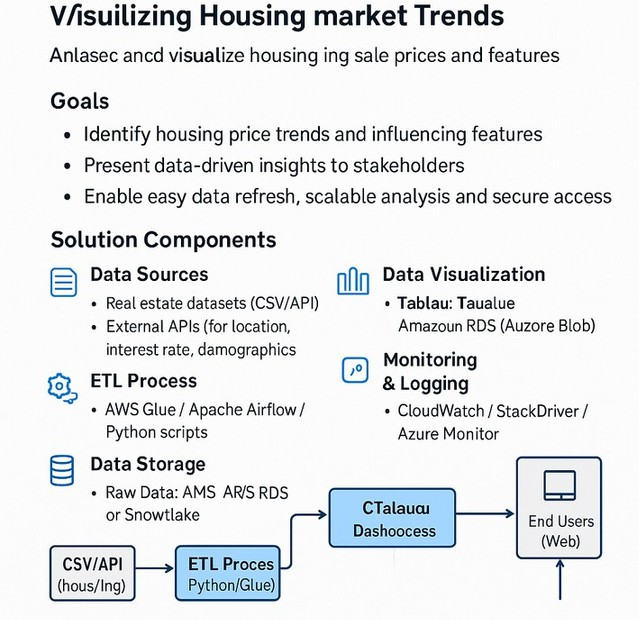 Visuilizing Housing market Trends
Anlasec ancd visualize housing ing sale prices and features
Goals
• Identify housing price trends and influencing features
• Present data-driven insights to stakeholders
• Enable easy data refresh, scalable analysis and secure access
Solution Components
Data Sources
• Real estate datasets (CSV/API)
• External APIs (for location,
interest rate, damographics
ETL Process
• AWS Glue / Apache Airflow /
Python scripts
Data Storage
• Raw Data: AMS AR/S RDS
or Snowtlake
Data Visualization
• Tablau: Taualue
Amazoun RDS (Auzore Blob)
Monitoring
& Logging
• CloudWatch / StackDriver /
Azure Monitor
CSV/API
(hous/Ing)
ETL Proces
Python/Glue)
CTalauau
Dashoocess
End Users
(Web)